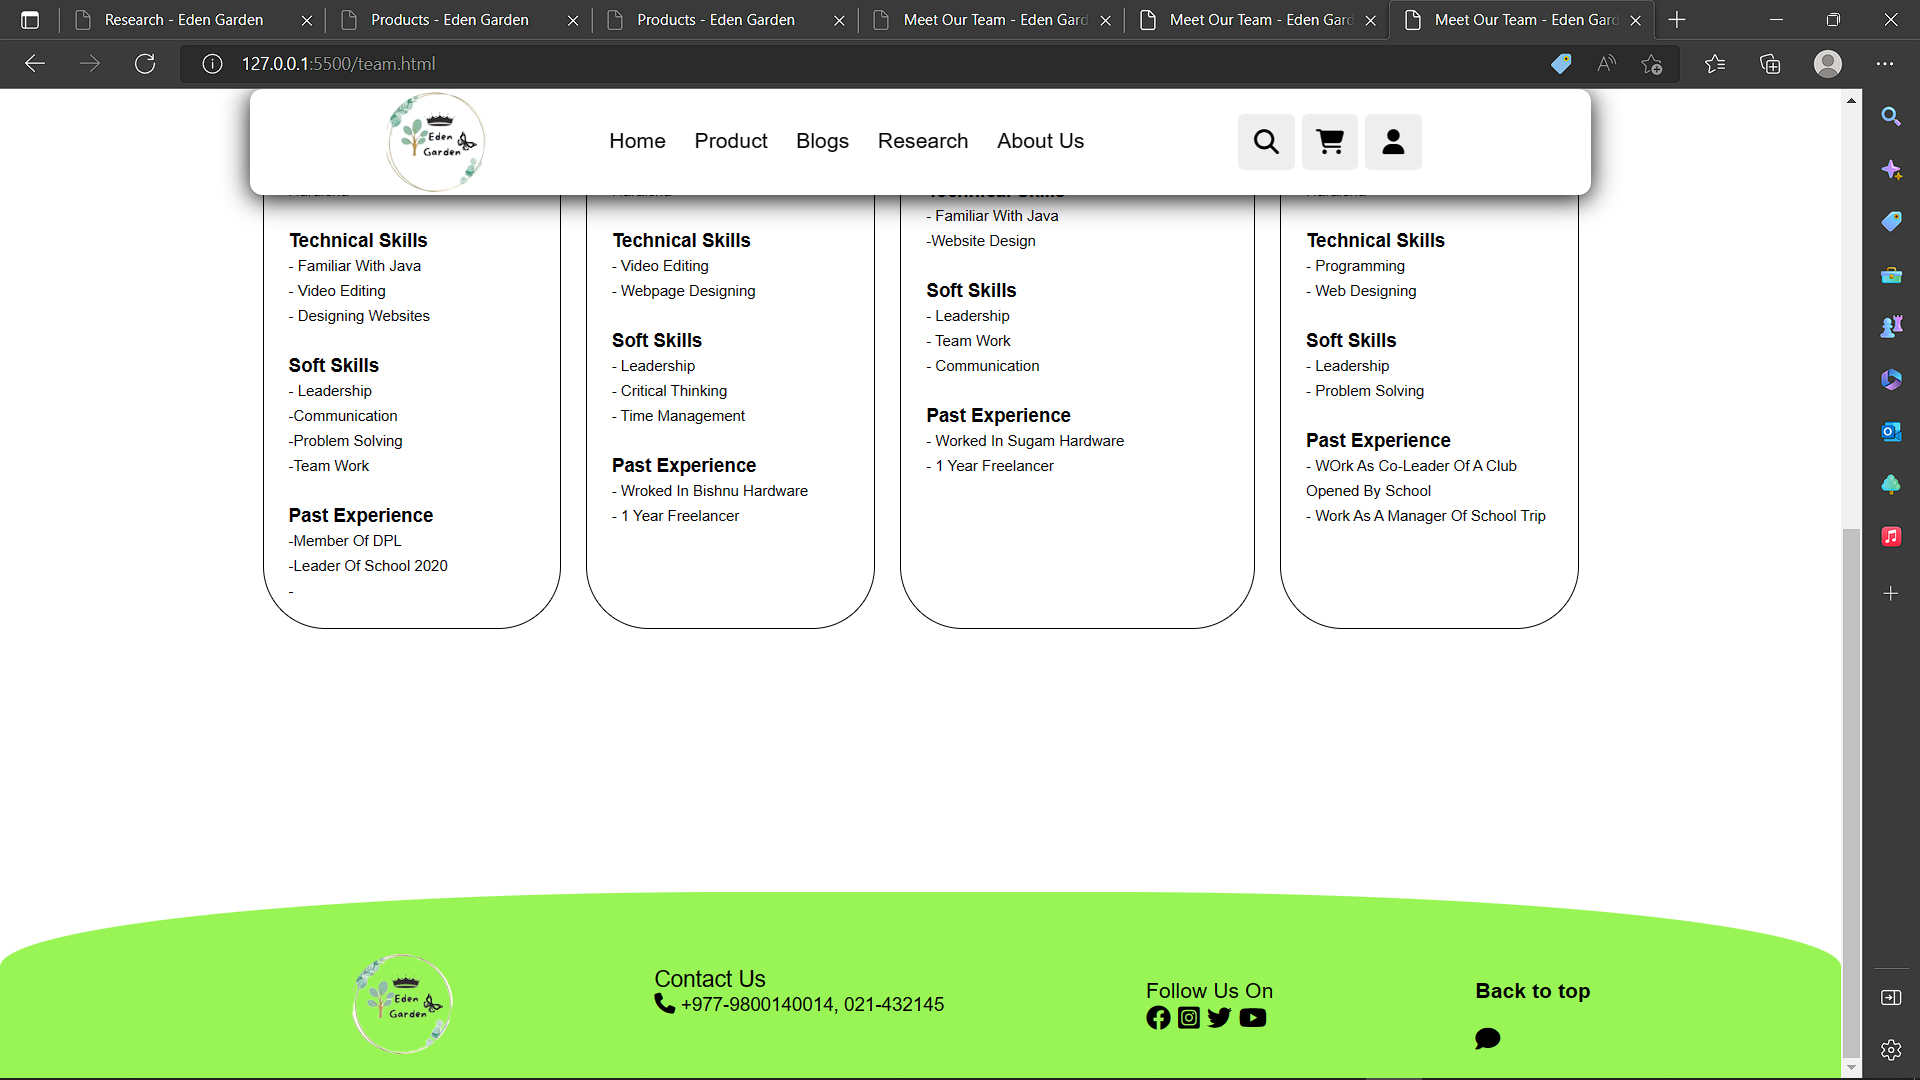 Research - Eden Garden
Products - Eden Garden
Products - Eden Garden
Meet Our Team - Eden Gard
Meet Our Team - Eden Gard
Meet Our Team - Eden Gard
127.0.0.1:5500/team.html
Eden
Garden
Home
Product
Blogs
Research
About Us
Technical Skills
- Familiar With Java
- Video Editing
- Designing Websites
Soft Skills
- Leadership
-Communication
-Problem Solving
-Team Work
Past Experience
-Member Of DPL
-Leader Of School 2020
-
Technical Skills
- Video Editing
- Webpage Designing
Soft Skills
- Leadership
- Critical Thinking
- Time Management
Past Experience
- Wroked In Bishnu Hardware
- 1 Year Freelancer
Technical Skills
- Familiar With Java
-Website Design
Soft Skills
- Leadership
- Team Work
- Communication
Past Experience
- Worked In Sugam Hardware
- 1 Year Freelancer
Technical Skills
- Programming
- Web Designing
Soft Skills
- Leadership
- Problem Solving
Past Experience
- WOrk As Co-Leader Of A Club
Opened By School
- Work As A Manager Of School Trip
Eden
Garden
Contact Us
+977-9800140014, 021-432145
Follow Us On
Back to top